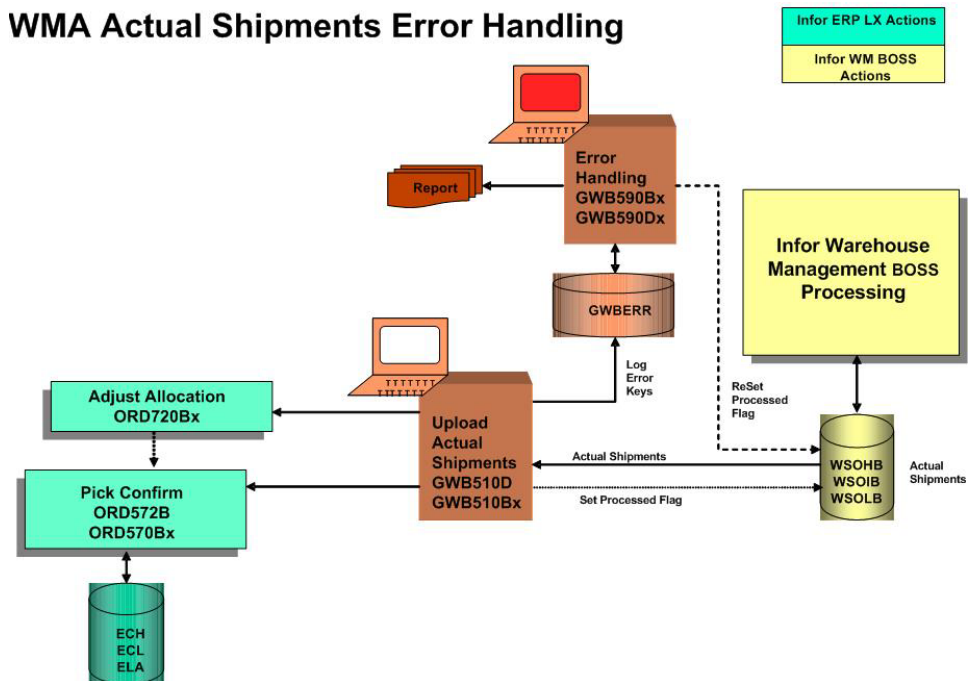 WMA Actual Shipments Error Handling
Infor ERP LX Actions
Infor WM BOSS
Actions
Error
Handling
GWB590Bx
GWB590Dx
Report
Infor Warehouse
Management BOSS
Processing
GWBERR
Log
Error
Keys
ReSet
Processed
Flag
Adjust Allocation
ORD720Bx
Upload
Actual
Shipments
GWB510D
GWB510Bx
Actual Shipments
Set Processed Flag
WSOHB
WSOIB
WSOLB
Actual
Shipments
Pick Confirm
ORD572B
ORD570Bx
ECH
ECL
ELA